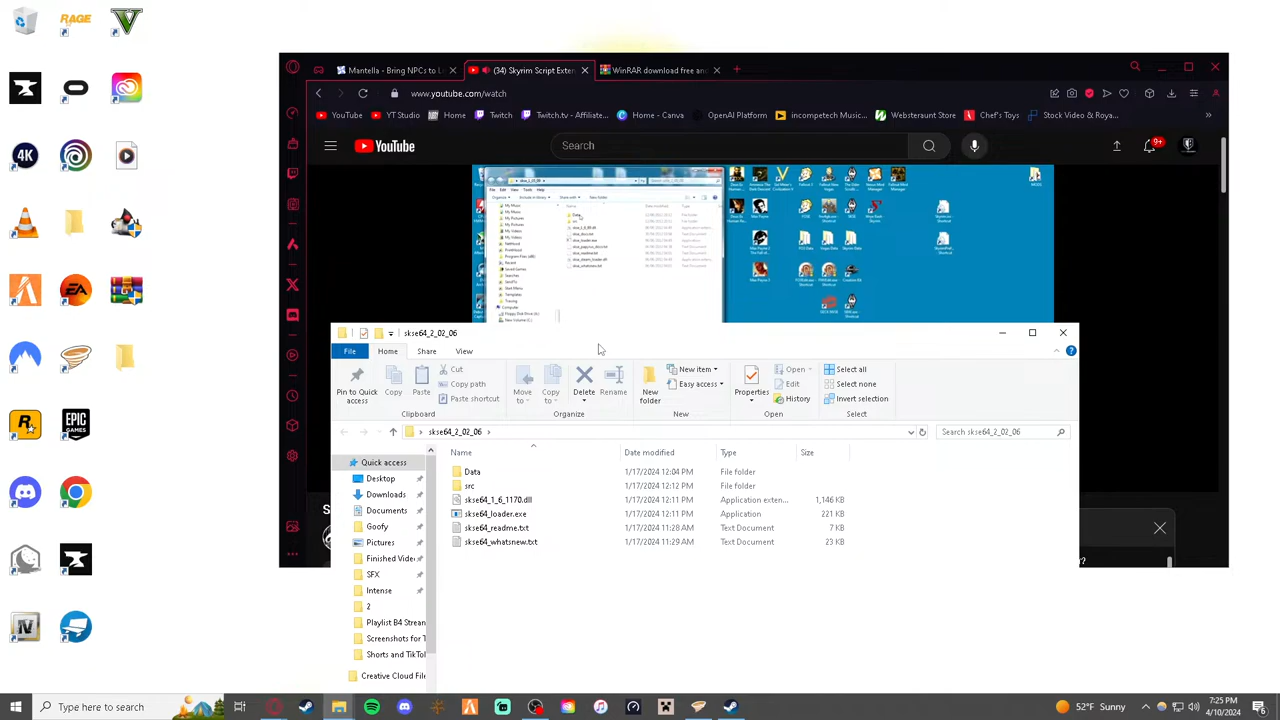 RAGE
Mantella - Bring NPCs to L
(34) Skyrim Script Exten
WinRAR download free and
www.youtube.com/watch
YouTube
YT Studio
Home
Twitch
Twitch.tv - Affiliate...
Home - Canva
OpenAI Platform
incompetech Music...
Webstaurant Store
Chef's Toys
Stock Video & Roya...
»
YouTube
Search
9+
4K
EA
skse64_2_02_06
File
Home
Share
View
Pin to Quick
access
Copy
Paste
Cut
Copy path
Paste shortcut
Move
to
Copy
to
Delete
Rename
New
folder
New item
Easy access
Properties
Open
Edit
History
Select all
Select none
Invert selection
Clipboard
Organize
New
Open
Select
skse64_2_02_06
Search skse64_2_02_06
Name
Date modified
Type
Size
Quick access
Desktop
Downloads
Documents
Goofy
Pictures
Finished Vide
SFX
Intense
2
Playlist B4 Strean
Screenshots for T
Shorts and TikTol
Creative Cloud File
Data 1/17/2024 12:04 PM File folder
src 1/17/2024 12:12 PM File folder
skse64_1_6_1170.dll 1/17/2024 12:11 PM Application exten... 1,146 KB
skse64_loader.exe 1/17/2024 12:11 PM Application 221 KB
skse64_readme.txt 1/17/2024 11:28 AM Text Document 7 KB
skse64_whatsnew.txt 1/17/2024 11:29 AM Text Document 23 KB
EPIC
GAMES
IV
Type here to search
52°F Sunny
7:25 PM
4/10/2024
6